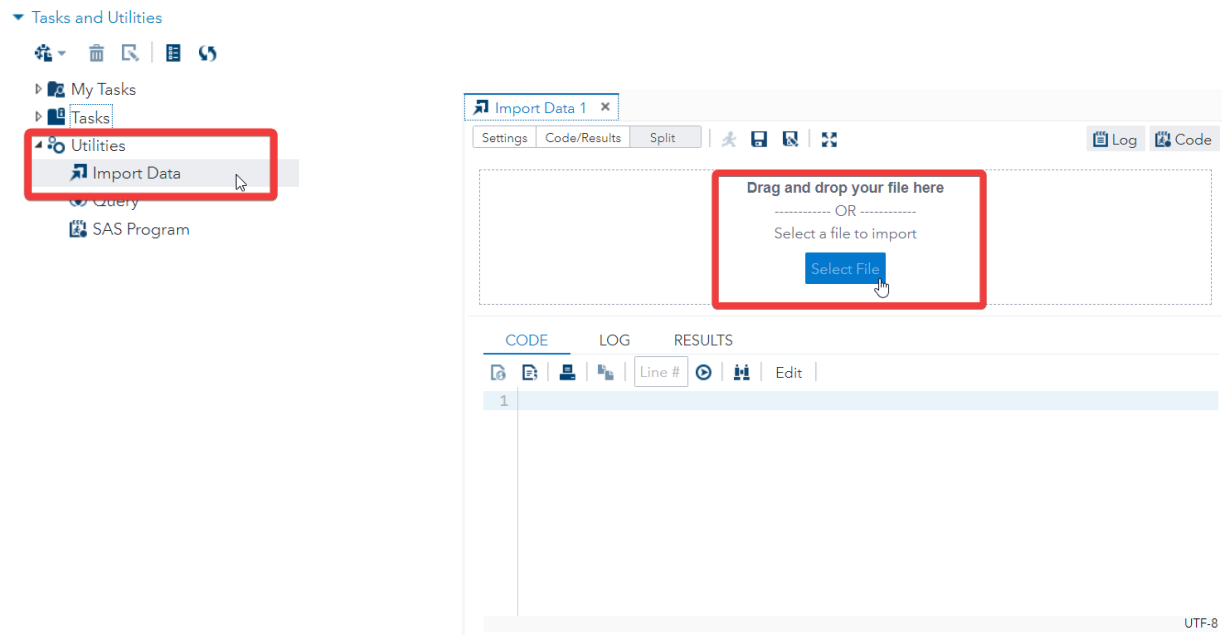 Tasks and Utilities
My Tasks
Tasks
Utilities
Import Data
Query
SAS Program
Import Data 1
Settings Code/Results Split Log Code
Drag and drop your file here
------------ OR ------------
Select a file to import
Select File
CODE LOG RESULTS
Line # Edit
1
UTF-8